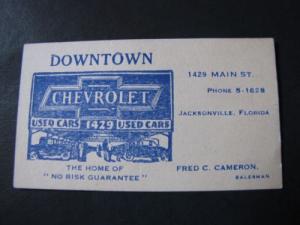 DOWNTOWN
CHEVROLET
USED CARS 1429 USED CARS
THE HOME OF
"NO RISK GUARANTEE"
1429 MAIN ST.
PHONE 5-1628
JACKSONVILLE, FLORIDA
FRED C. CAMERON,
SALESMAN